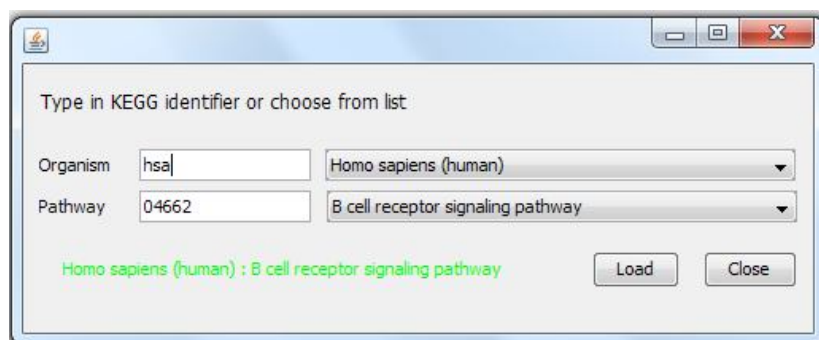 Type in KEGG identifier or choose from list
Organism hsa Homo sapiens (human)
Pathway 04662 B cell receptor signaling pathway
Homo sapiens (human) : B cell receptor signaling pathway Load Close